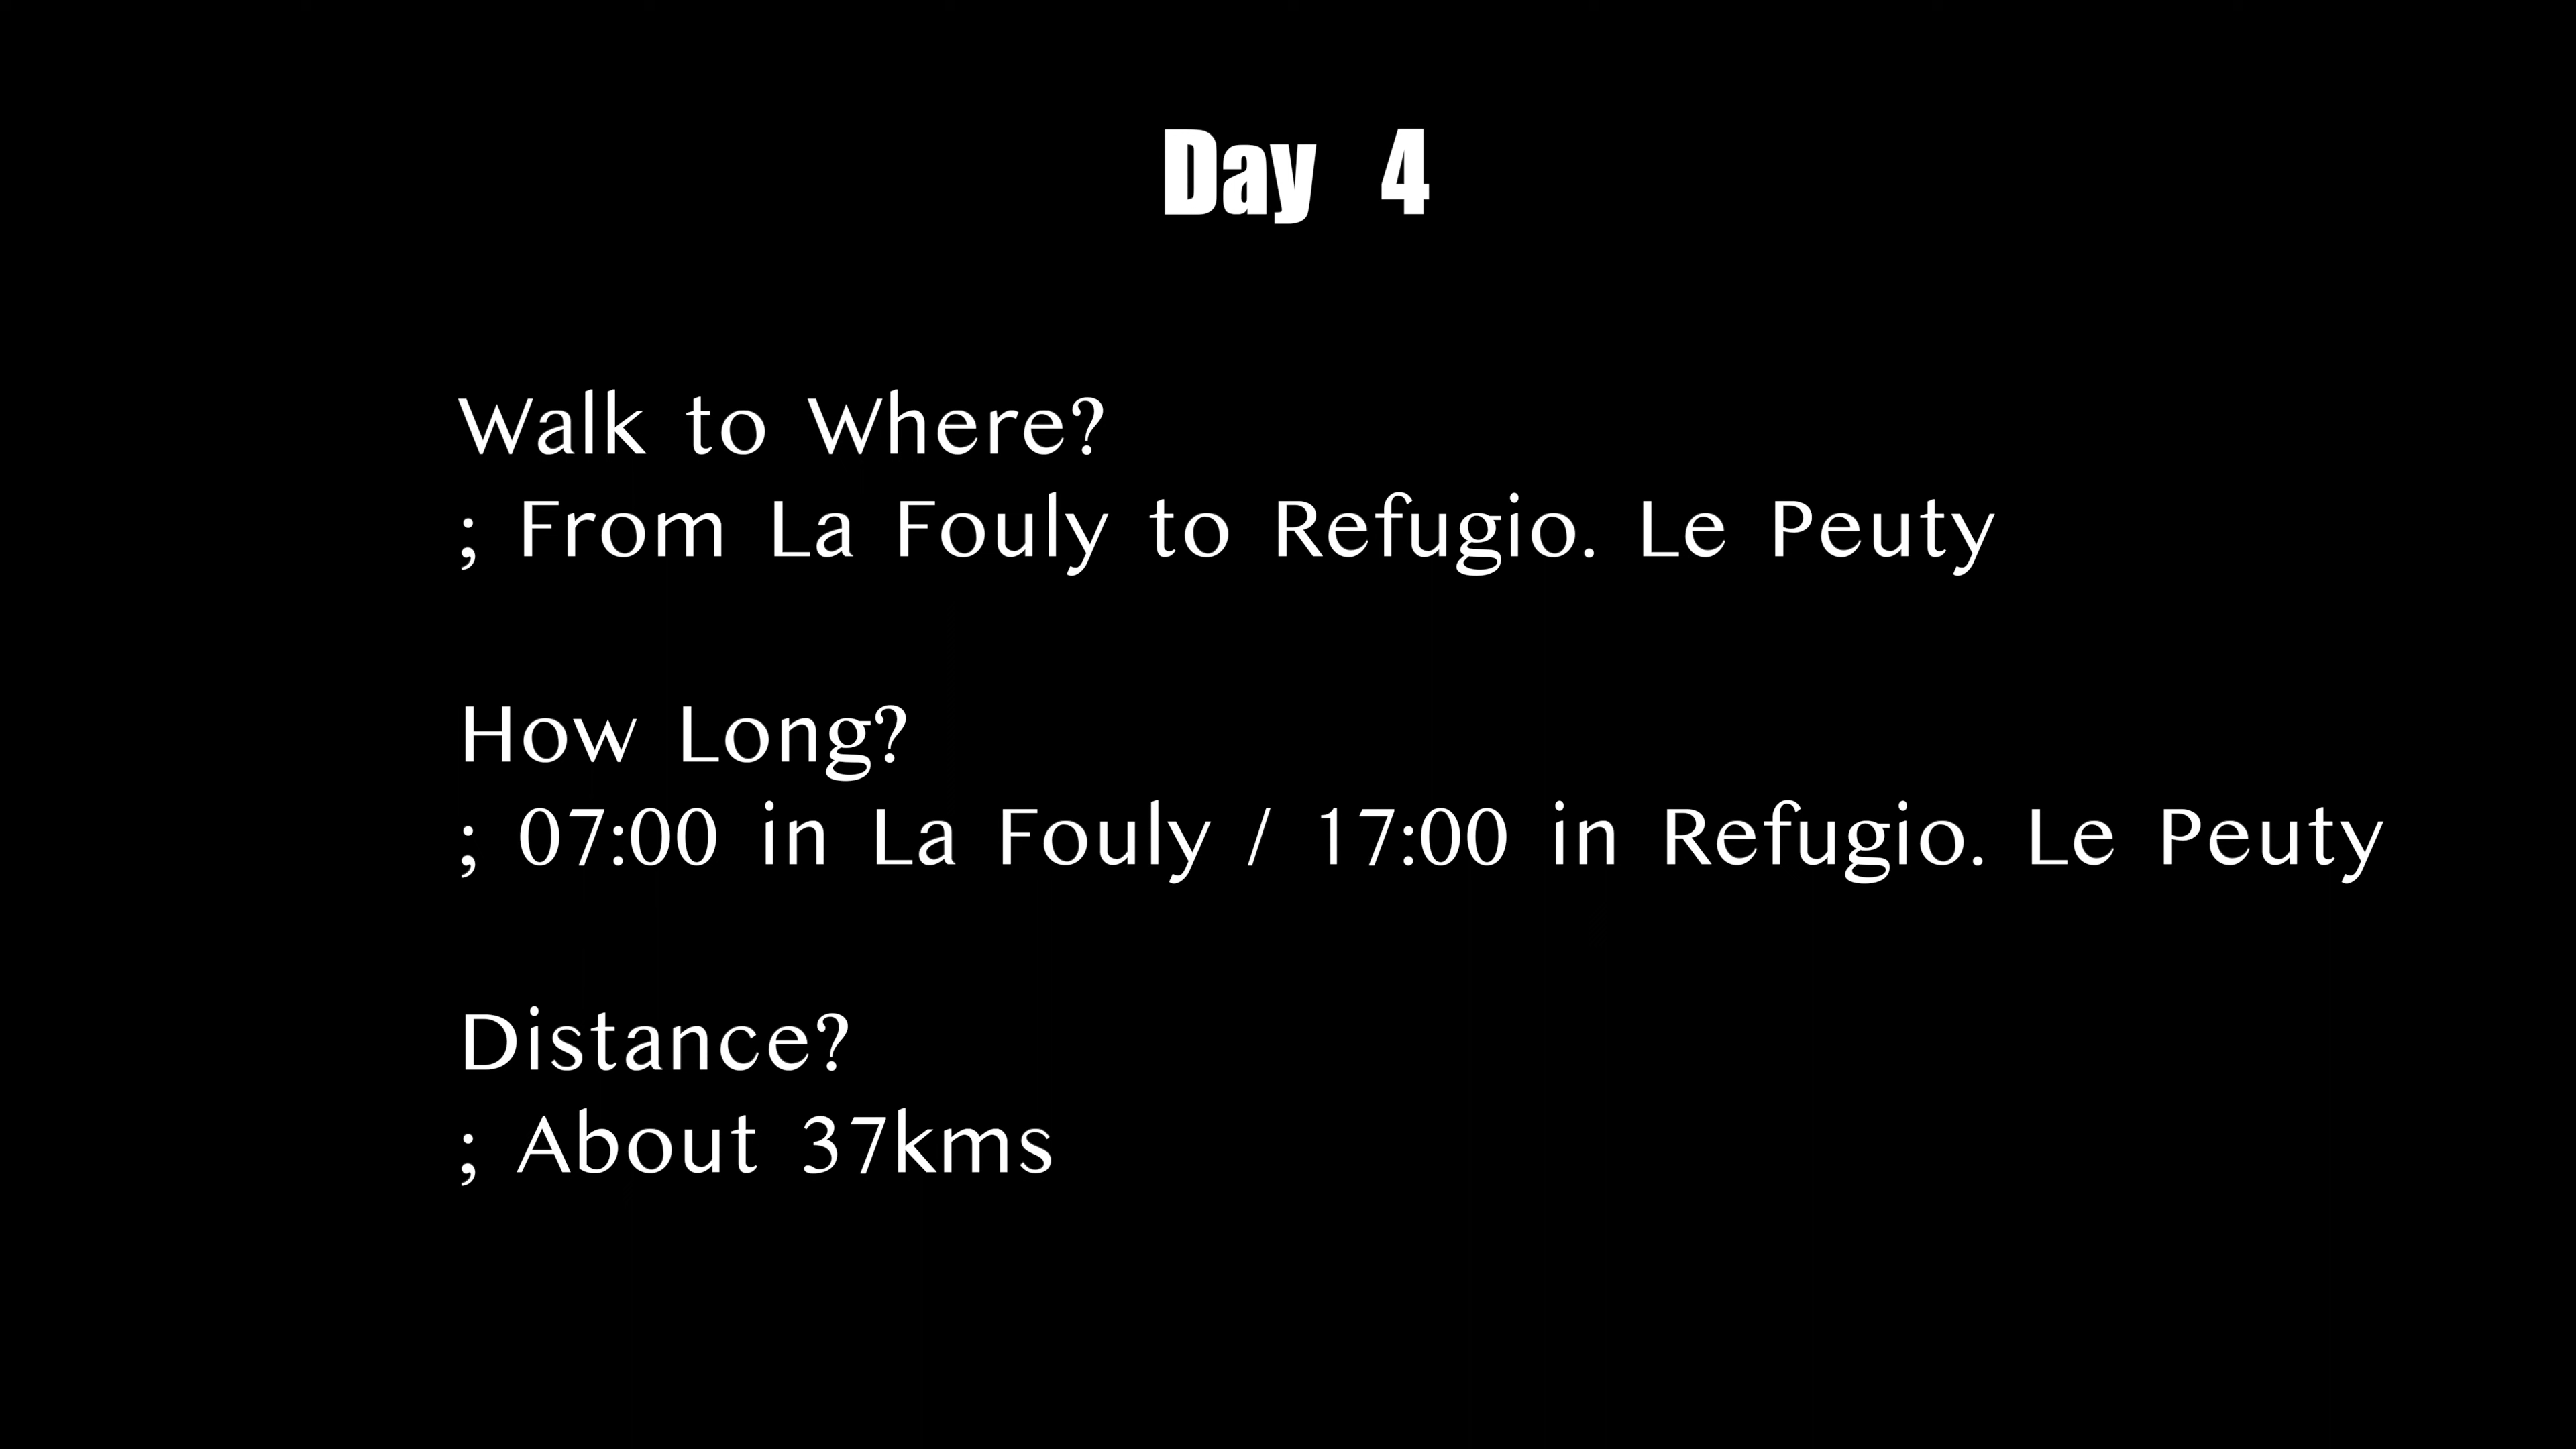 Day 4
Walk to Where?
; From La Fouly to Refugio. Le Peuty
How Long?
; 07:00 in La Fouly / 17:00 in Refugio. Le Peuty
Distance?
; About 37kms